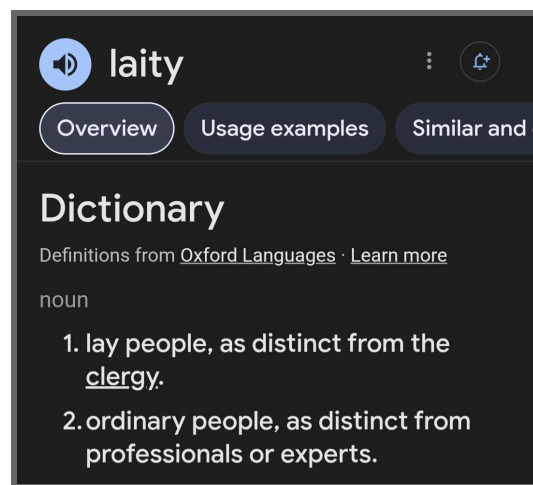 laity
Overview
Usage examples
Similar and
Dictionary
Definitions from Oxford Languages · Learn more
noun
1. lay people, as distinct from the
clergy.
2. ordinary people, as distinct from
professionals or experts.